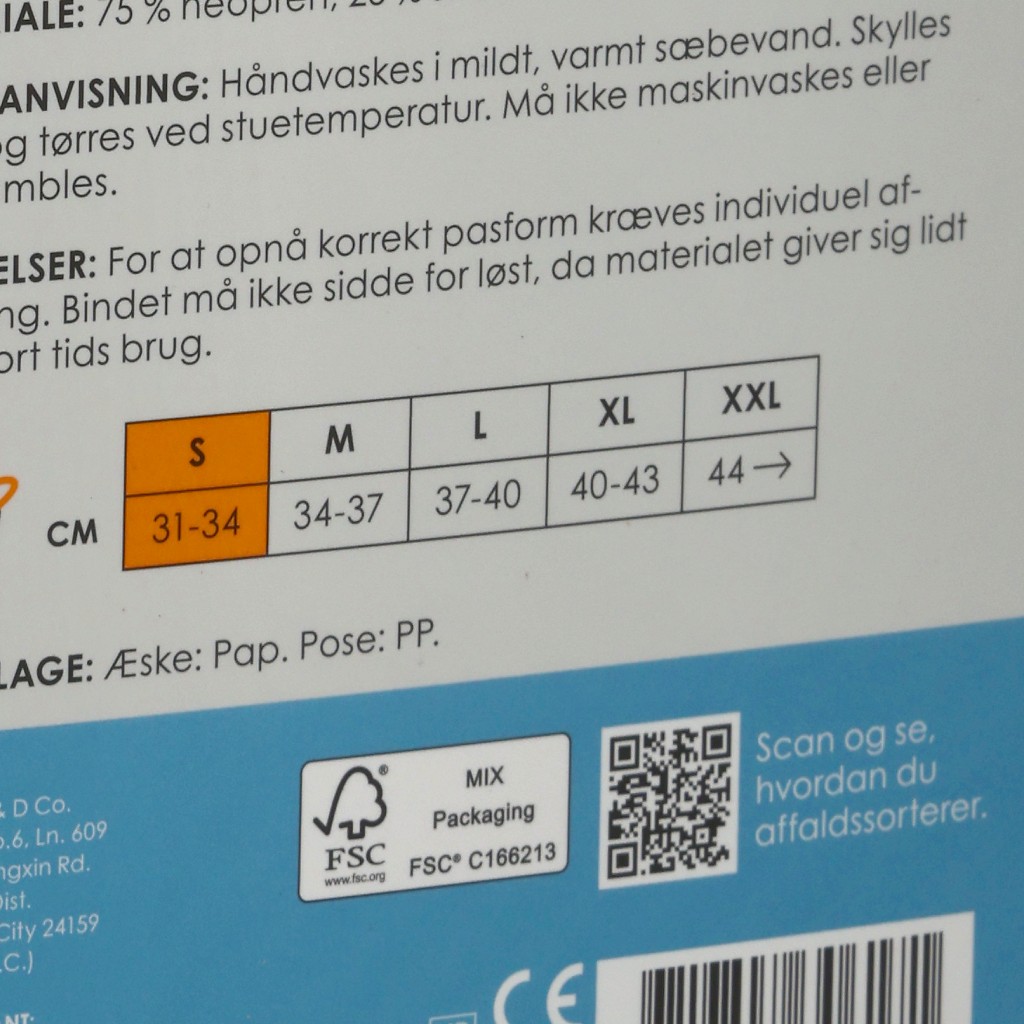 IALE: 75 % neopren,
ANVISNING: Håndvaskes i mildt, varmt sæbevand. Skylles
og tørres ved stuetemperatur. Må ikke maskinvaskes eller
mbles.
ELSER: For at opnå korrekt pasform kræves individuel af-
ng. Bindet må ikke sidde for løst, da materialet giver sig lidt
ort tids brug.
S M L XL XXL
CM 31-34 34-37 37-40 40-43 44→
LAGE: Æske: Pap. Pose: PP.
& D Co.
o.6, Ln. 609
ngxin Rd.
Dist.
City 24159
.C.)
NT:
MIX
Packaging
FSC® C166213
FSC
www.fsc.org
Scan og se,
hvordan du
affaldssorterer.
CE